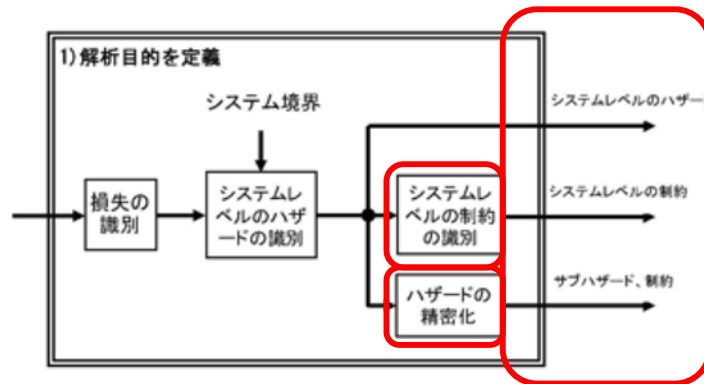 1)解析目的を定義
システム境界
システムレベルのハザー
損失の
識別
システムレ
ベルのハザ
ードの識別
システムレ
ベルの制約
の識別
システムレベルの制約
ハザードの
精密化
サブハザード、制約